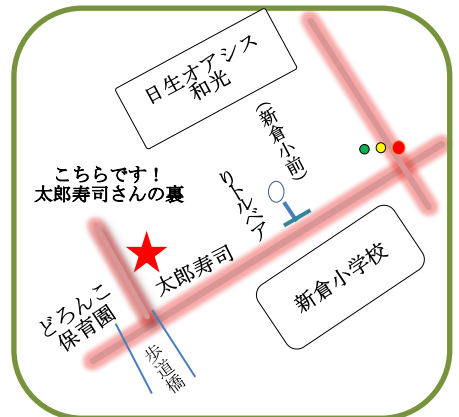 日生オアシス
和光
(新倉小前)
こちらです！
太郎寿司さんの裏
りトルベア
太郎寿司
新倉小学校
どろんこ
保育園
歩道橋